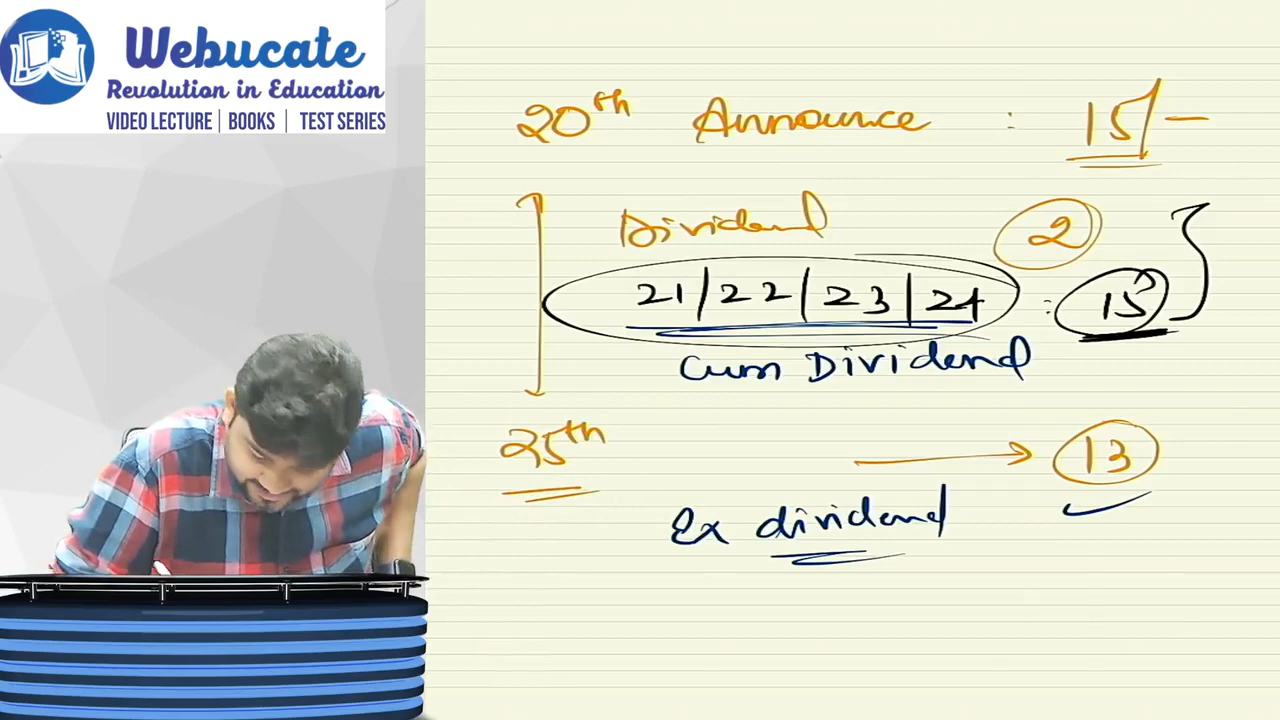 Webucate
Revolution in Education
VIDEO LECTURE | BOOKS | TEST SERIES
20th Announce : 15/-
Dividend 2
21/22/23/24 : 15
Cum Dividend
25th → 13
Ex dividend